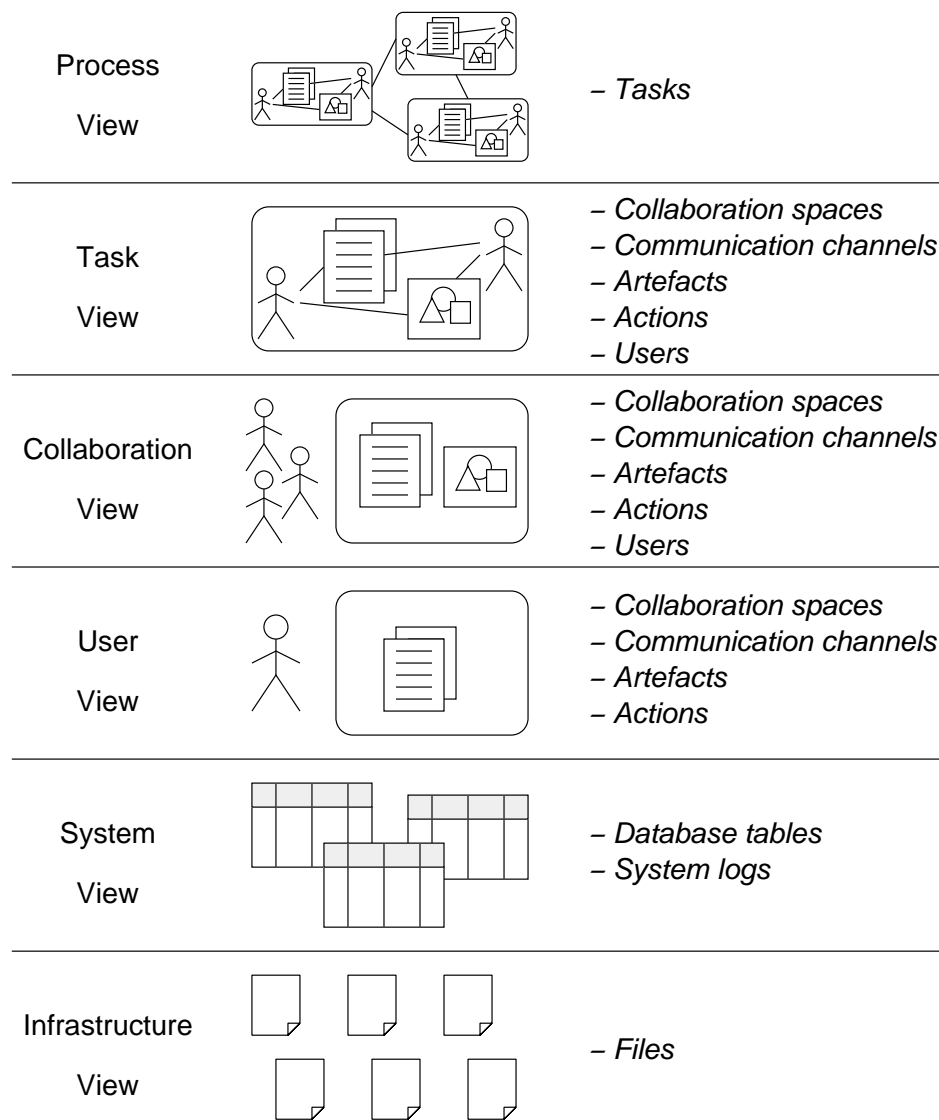 Process
View
– Tasks
Task
View
– Collaboration spaces
– Communication channels
– Artefacts
– Actions
– Users
Collaboration
View
– Collaboration spaces
– Communication channels
– Artefacts
– Actions
– Users
User
View
– Collaboration spaces
– Communication channels
– Artefacts
– Actions
System
View
– Database tables
– System logs
Infrastructure
View
– Files